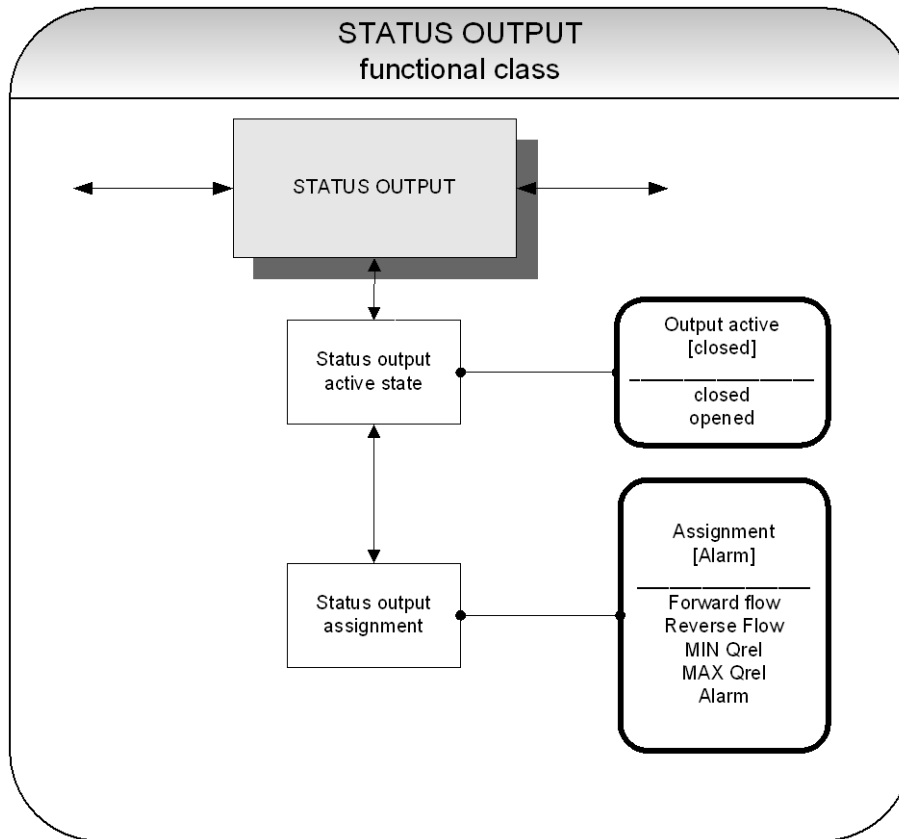 STATUS OUTPUT
functional class
STATUS OUTPUT
Status output
active state
Output active
[closed]
closed
opened
Status output
assignment
Assignment
[Alarm]
Forward flow
Reverse Flow
MIN Qrel
MAX Qrel
Alarm